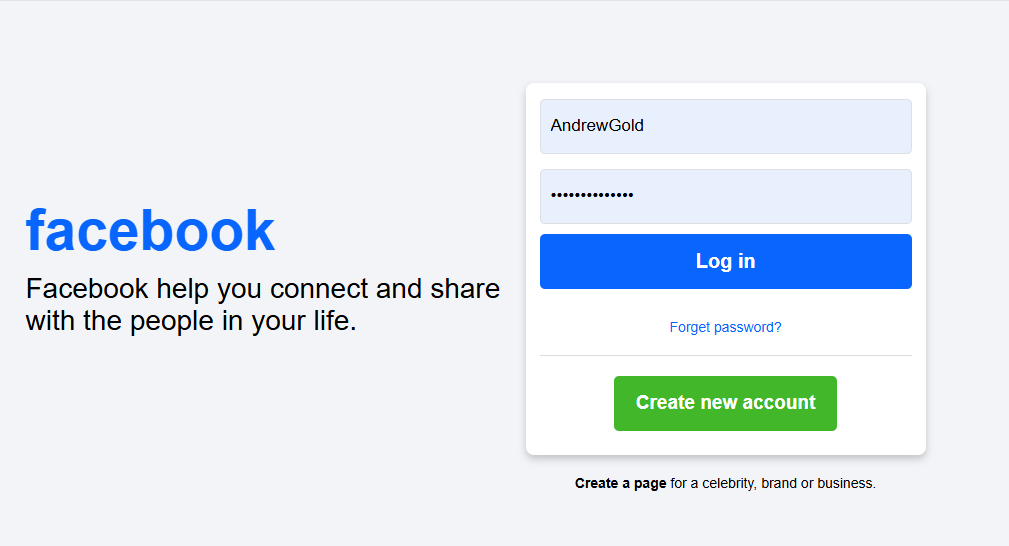 facebook
Facebook help you connect and share
with the people in your life.
AndrewGold
••••••••••••••
Log in
Forget password?
Create new account
Create a page for a celebrity, brand or business.